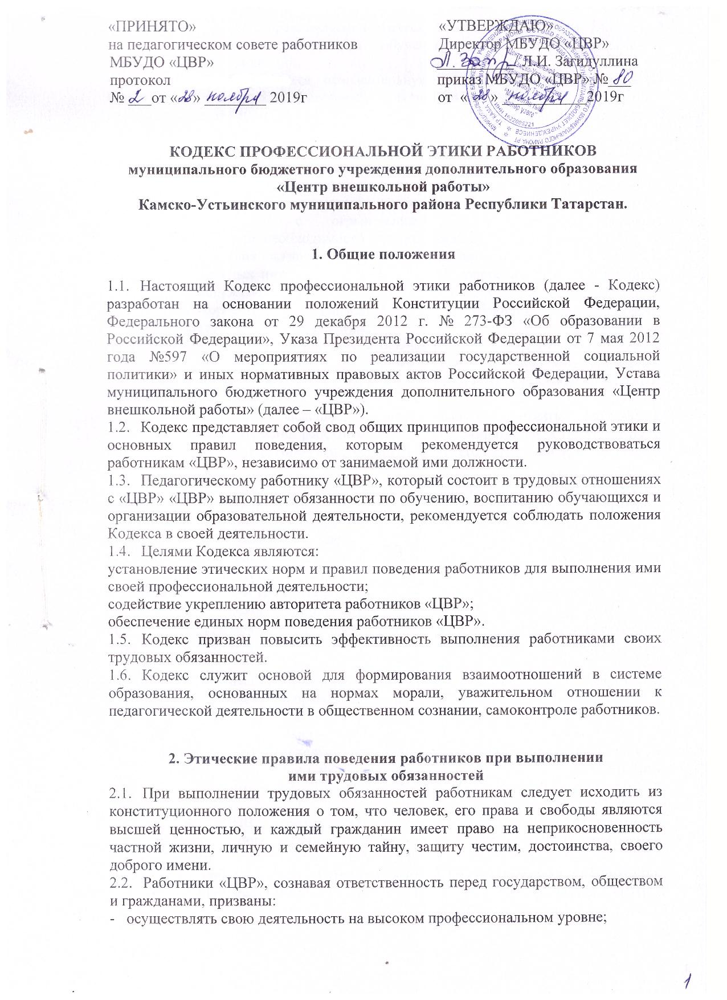 «ПРИНЯТО»
на педагогическом совете работников
МБУДО «ЦВР»
протокол
№ 2 от «28» ноября 2019г
«УТВЕРЖДАЮ»
Директор МБУДО «ЦВР»
Л.И. Загидуллина
приказ МБУДО «ЦВР» № 80
от «28» ноября 2019г
ИНН 1622005221
КОДЕКС ПРОФЕССИОНАЛЬНОЙ ЭТИКИ РАБОТНИКОВ
муниципального бюджетного учреждения дополнительного образования
«Центр внешкольной работы»
Камско-Устьинского муниципального района Республики Татарстан.
1. Общие положения
1.1. Настоящий Кодекс профессиональной этики работников (далее - Кодекс)
разработан на основании положений Конституции Российской Федерации,
Федерального закона от 29 декабря 2012 г. № 273-ФЗ «Об образовании в
Российской Федерации», Указа Президента Российской Федерации от 7 мая 2012
года №597 «О мероприятиях по реализации государственной социальной
политики» и иных нормативных правовых актов Российской Федерации, Устава
муниципального бюджетного учреждения дополнительного образования «Центр
внешкольной работы» (далее – «ЦВР»).
1.2. Кодекс представляет собой свод общих принципов профессиональной этики и
основных правил поведения, которым рекомендуется руководствоваться
работникам «ЦВР», независимо от занимаемой ими должности.
1.3. Педагогическому работнику «ЦВР», который состоит в трудовых отношениях
с «ЦВР» «ЦВР» выполняет обязанности по обучению, воспитанию обучающихся и
организации образовательной деятельности, рекомендуется соблюдать положения
Кодекса в своей деятельности.
1.4. Целями Кодекса являются:
установление этических норм и правил поведения работников для выполнения ими
своей профессиональной деятельности;
содействие укреплению авторитета работников «ЦВР»;
обеспечение единых норм поведения работников «ЦВР».
1.5. Кодекс призван повысить эффективность выполнения работниками своих
трудовых обязанностей.
1.6. Кодекс служит основой для формирования взаимоотношений в системе
образования, основанных на нормах морали, уважительном отношении к
педагогической деятельности в общественном сознании, самоконтроле работников.
2. Этические правила поведения работников при выполнении
ими трудовых обязанностей
2.1. При выполнении трудовых обязанностей работникам следует исходить из
конституционного положения о том, что человек, его права и свободы являются
высшей ценностью, и каждый гражданин имеет право на неприкосновенность
частной жизни, личную и семейную тайну, защиту честим, достоинства, своего
доброго имени.
2.2. Работники «ЦВР», сознавая ответственность перед государством, обществом
и гражданами, призваны:
- осуществлять свою деятельность на высоком профессиональном уровне;
1